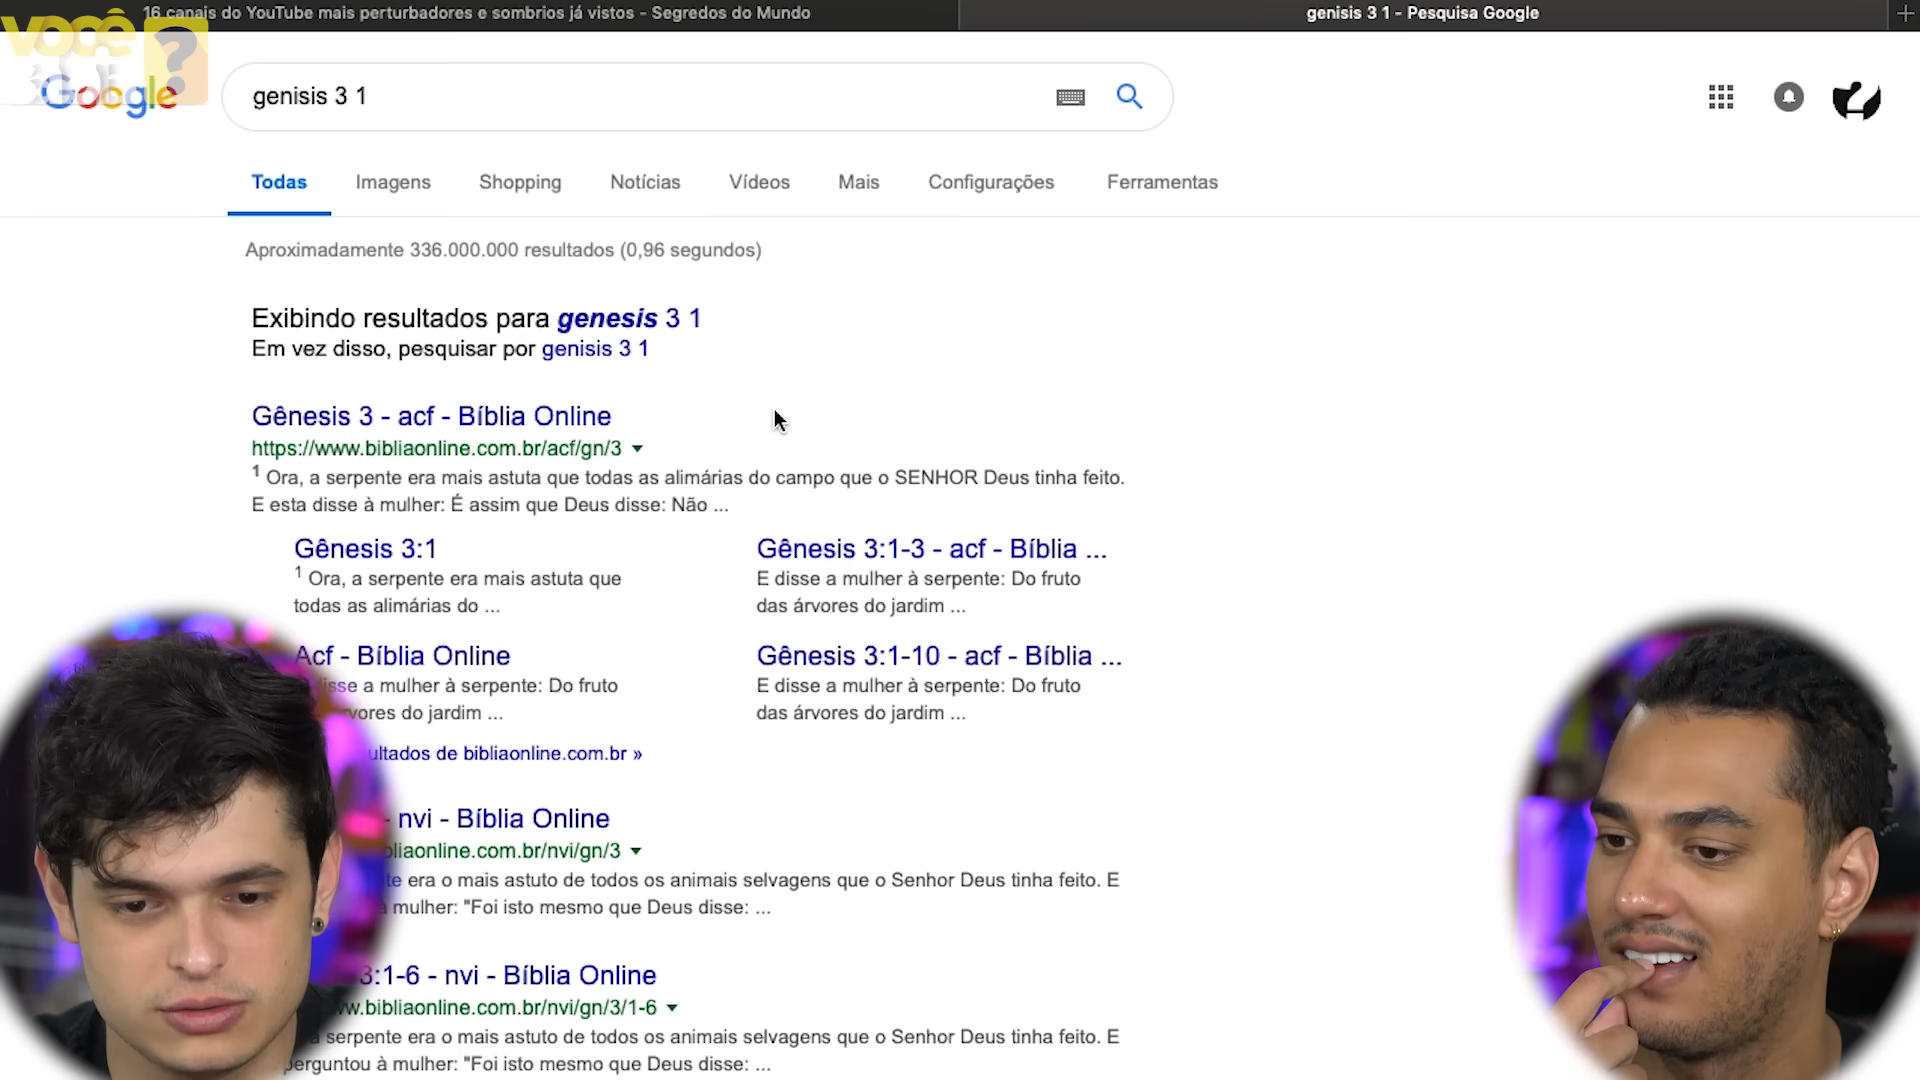 16 canais do YouTube mais perturbadores e sombrios já vistos - Segredos do Mundo
genisis 3 1 - Pesquisa Google
você
?
Google
genisis 3 1
Todas Imagens Shopping Notícias Vídeos Mais Configurações Ferramentas
Aproximadamente 336.000.000 resultados (0,96 segundos)
Exibindo resultados para genesis 3 1
Em vez disso, pesquisar por genisis 3 1
Gênesis 3 - acf - Bíblia Online
https://www.bibliaonline.com.br/acf/gn/3
1 Ora, a serpente era mais astuta que todas as alimárias do campo que o SENHOR Deus tinha feito.
E esta disse à mulher: É assim que Deus disse: Não ...
Gênesis 3:1
1 Ora, a serpente era mais astuta que
todas as alimárias do ...
Gênesis 3:1-3 - acf - Bíblia ...
E disse a mulher à serpente: Do fruto
das árvores do jardim ...
Acf - Bíblia Online
disse a mulher à serpente: Do fruto
vores do jardim ...
Gênesis 3:1-10 - acf - Bíblia ...
E disse a mulher à serpente: Do fruto
das árvores do jardim ...
ultados de bibliaonline.com.br »
- nvi - Bíblia Online
bliaonline.com.br/nvi/gn/3
te era o mais astuto de todos os animais selvagens que o Senhor Deus tinha feito. E
à mulher: "Foi isto mesmo que Deus disse: ...
3:1-6 - nvi - Bíblia Online
ww.bibliaonline.com.br/nvi/gn/3/1-6
a serpente era o mais astuto de todos os animais selvagens que o Senhor Deus tinha feito. E
perguntou à mulher: "Foi isto mesmo que Deus disse: ...